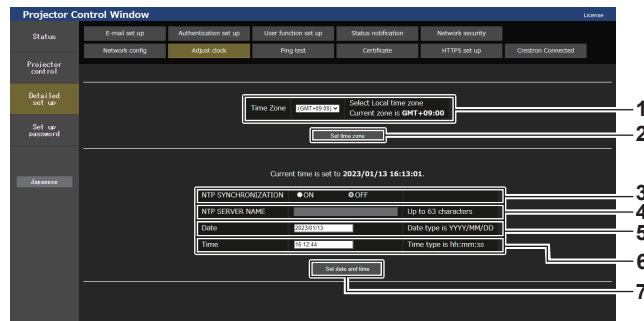 Projector Control Window
License
Status
E-mail set up
Authentication set up
User function set up
Status notification
Network security
Network config
Adjust clock
Ping test
Certificate
HTTPS set up
Crestron Connected
Projector control
Detailed set up
Set up password
Japanese
Time Zone
(GMT+09:00)
Select Local time zone
Current zone is GMT+09:00
1
Set time zone
2
Current time is set to 2023/01/13 16:13:01.
NTP SYNCHRONIZATION
ON
OFF
3
NTP SERVER NAME
Up to 63 characters
4
Date
2023/01/13
Date type is YYYY/MM/DD
5
Time
16:12:44
Time type is hh:mm:ss
6
Set date and time
7